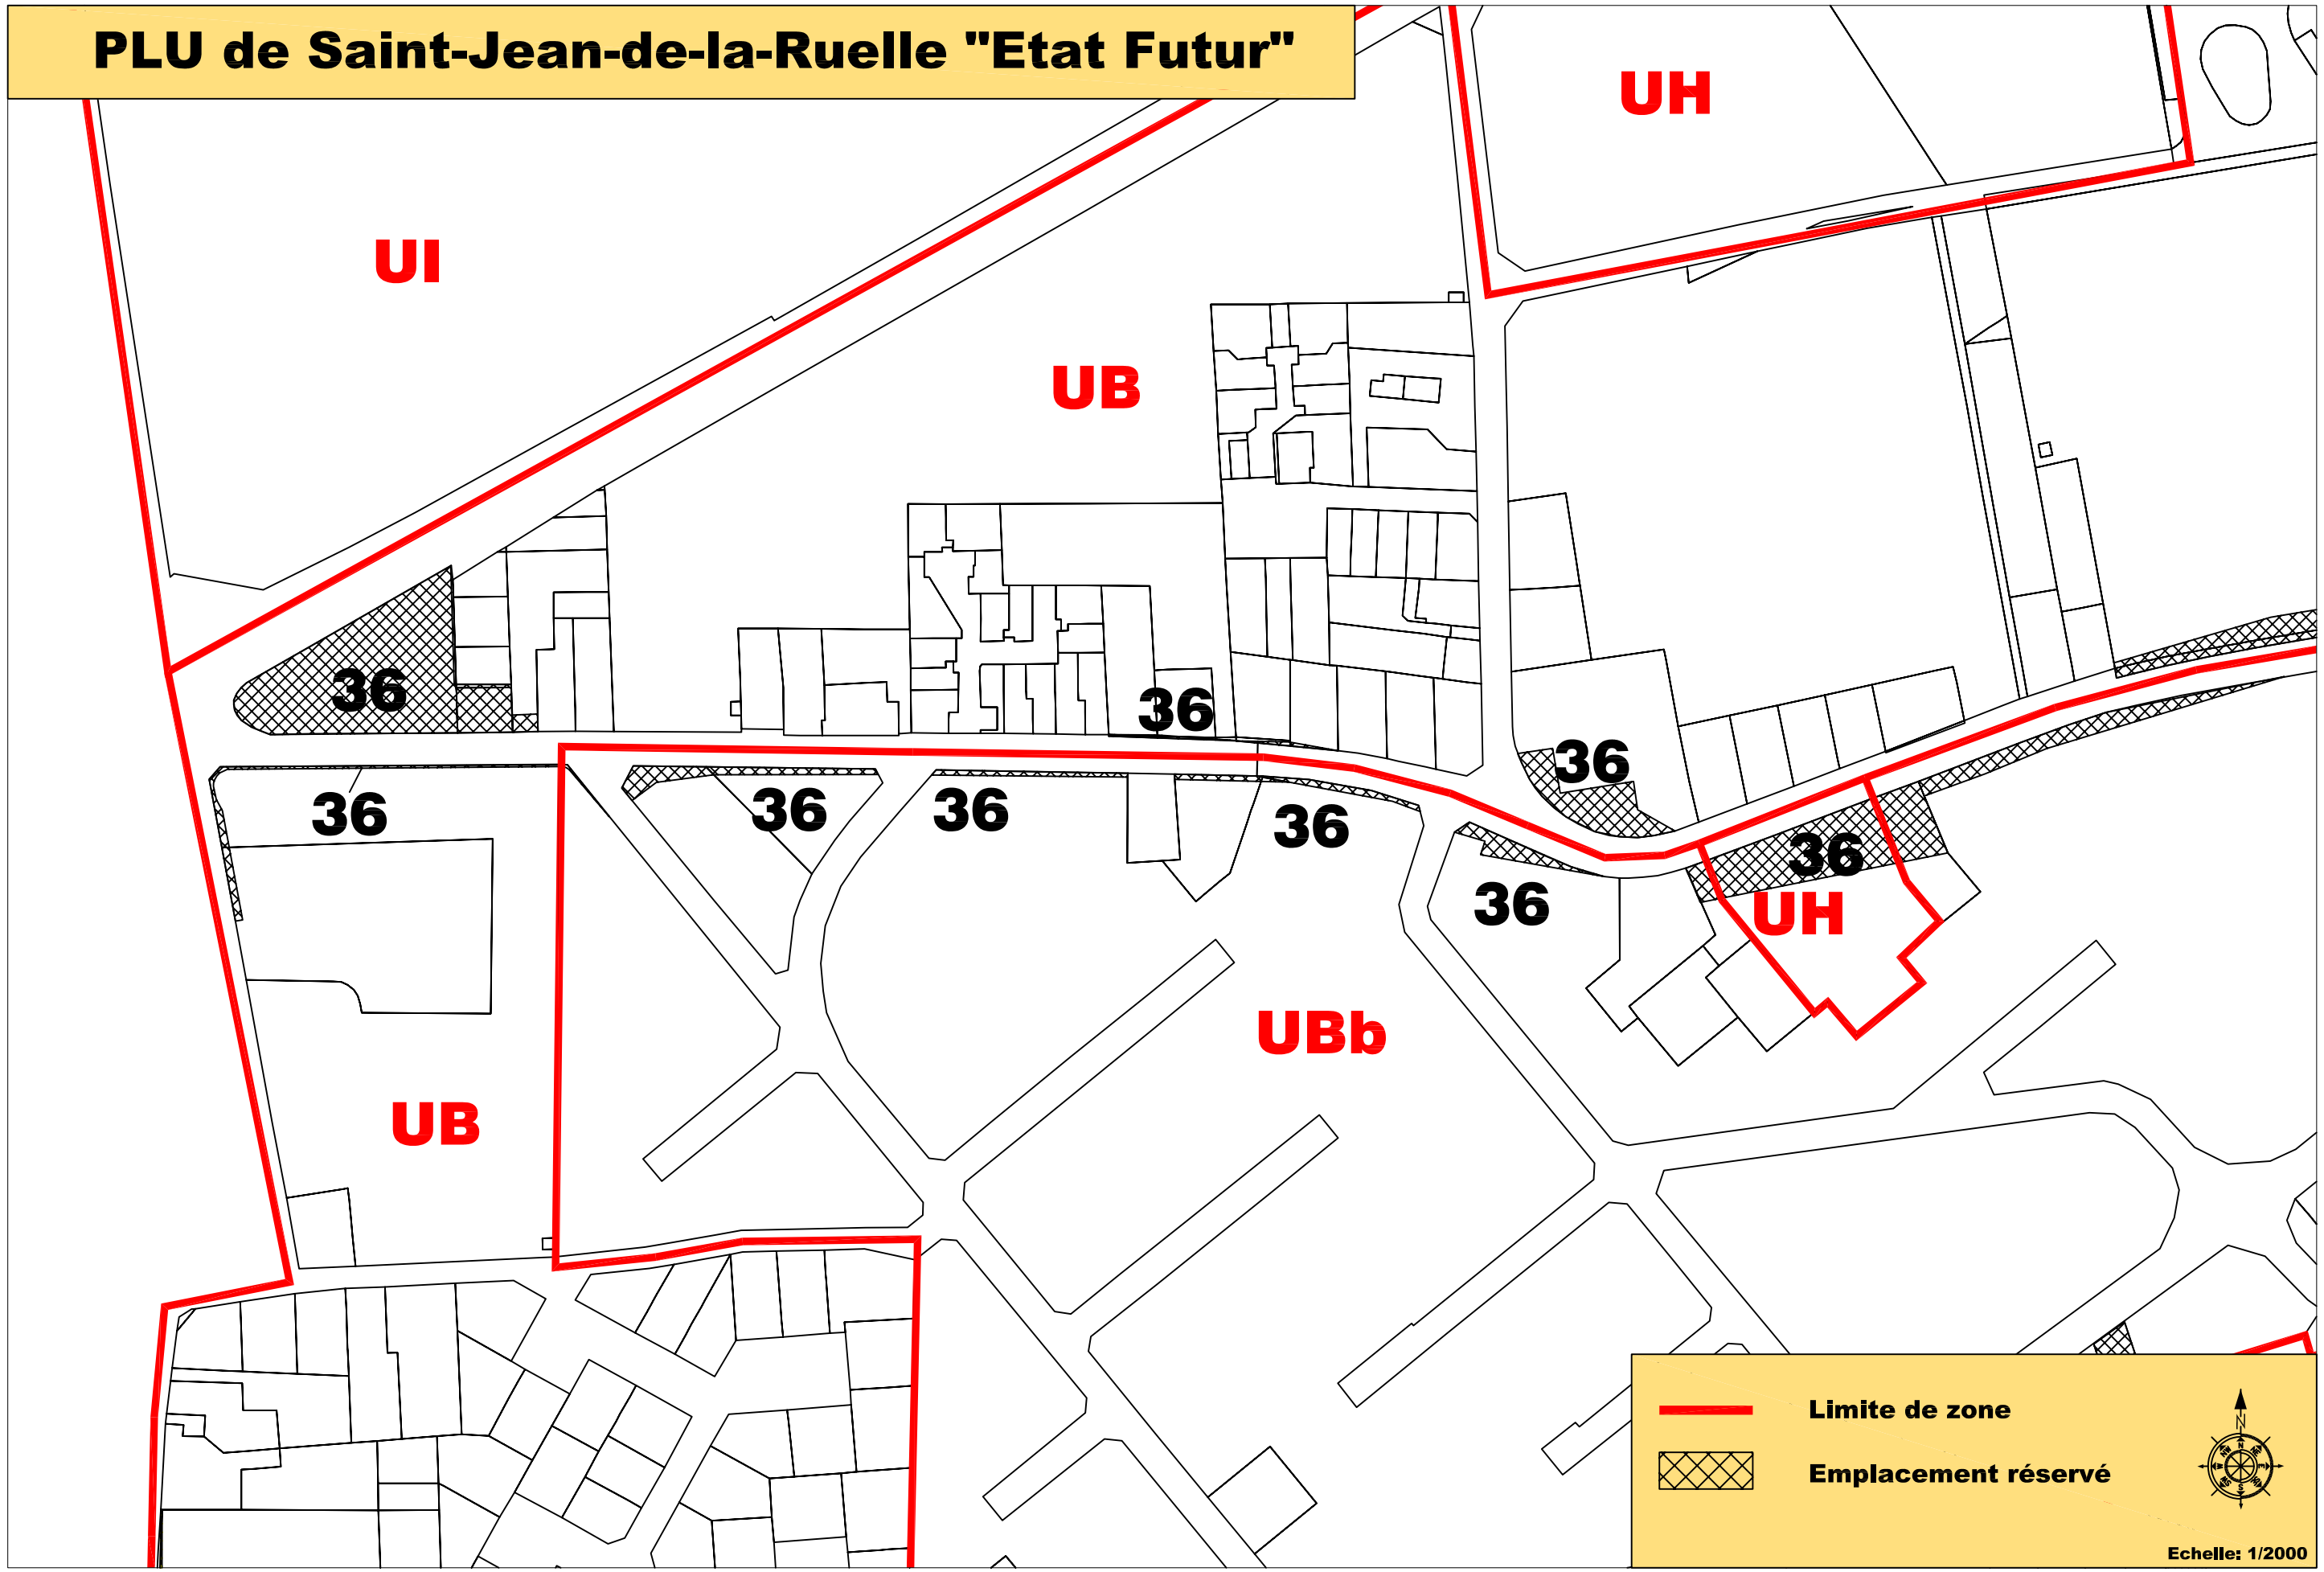 PLU de Saint-Jean-de-la-Ruelle "Etat Futur"
UH
UI
UB
36
36
36
36
36
36
36
36
36
UH
UBb
UB
Limite de zone
Emplacement réservé
N
Echelle: 1/2000